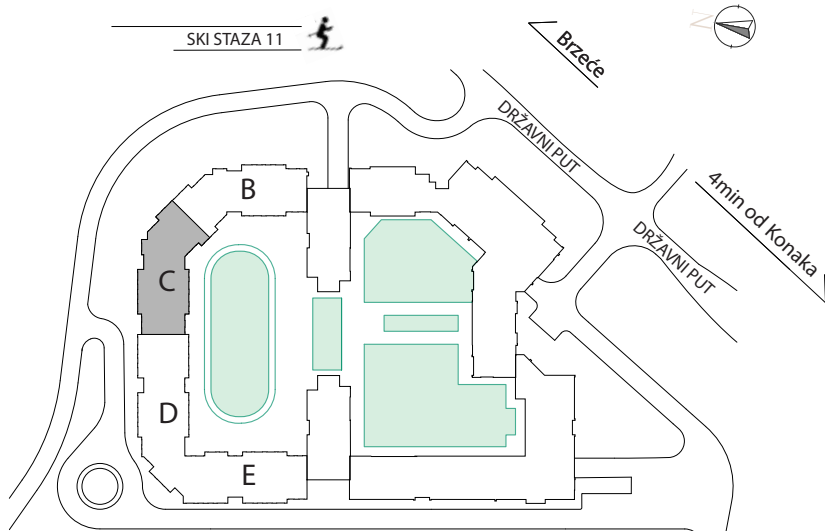 SKI STAZA 11
N
Brzeće
DRŽAVNI PUT
4min od Konaka
DRŽAVNI PUT
B
C
D
E